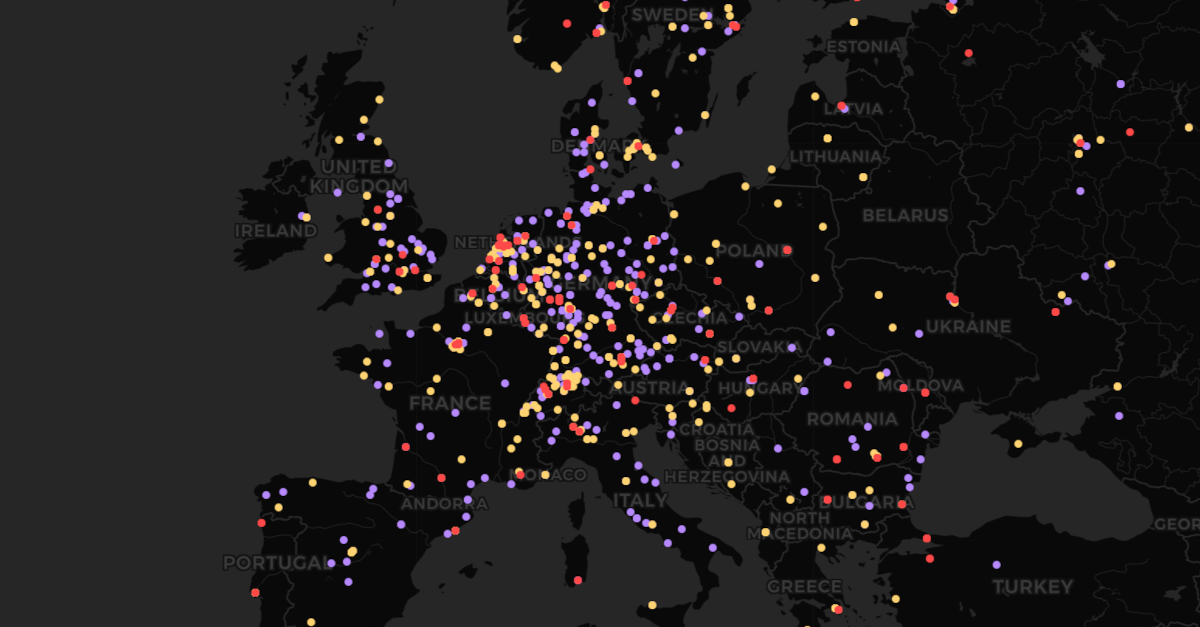 SWEDEN
ESTONIA
LATVIA
DENMARK
LITHUANIA
UNITED
KINGDOM
BELARUS
IRELAND
NETHERLANDS
POLAND
GERMANY
BELGIUM
LUXEMBOURG
CZECHIA
UKRAINE
SLOVAKIA
AUSTRIA
HUNGARY
MOLDOVA
FRANCE
ROMANIA
CROATIA
BOSNIA
AND
HERZEGOVINA
MONACO
ANDORRA
ITALY
BULGARIA
NORTH
MACEDONIA
GEOR
PORTUGAL
GREECE
TURKEY